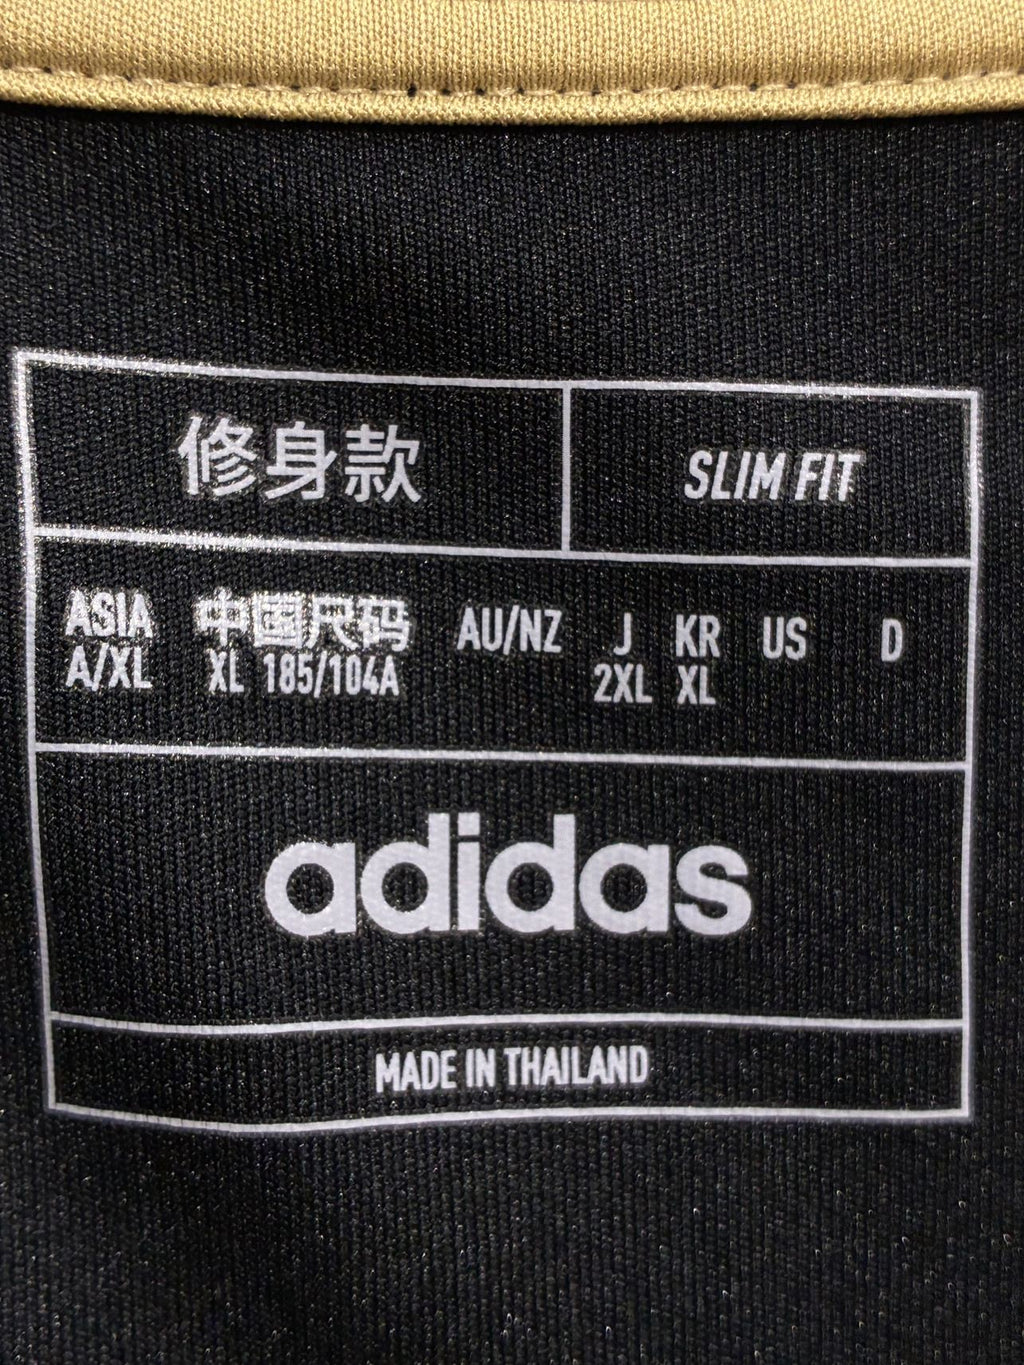 修身款 SLIM FIT
ASIA 中国尺码 AU/NZ J KR US D
A/XL XL 185/104A 2XL XL
adidas
MADE IN THAILAND